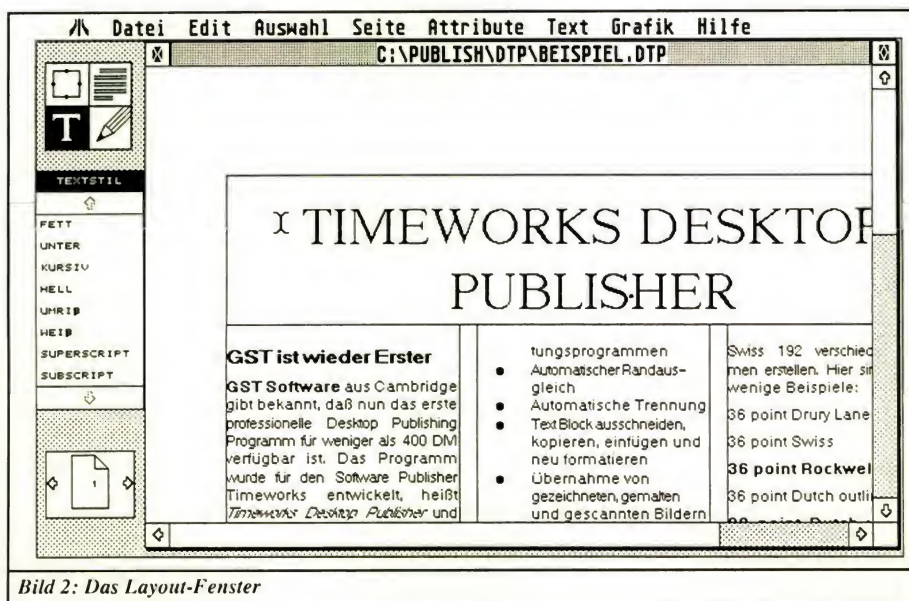 Datei Edit Auswahl Seite Attribute Text Grafik Hilfe
C:\PUBLISH\DTP\BEISPIEL.DTP
T
TEXTSTIL
FETT
UNTER
KURSIV
HELL
UMRIß
WEIß
SUPERSCRIPT
SUBSCRIPT
1
TIMEWORKS DESKTOP
PUBLISHER
GST ist wieder Erster
GST Software aus Cambridge
gibt bekannt, daß nun das erste
professionelle Desktop Publishing
Programm für weniger als 400 DM
verfügbar ist. Das Programm
wurde für den Software Publisher
Timeworks entwickelt, heißt
Timeworks Desktop Publisher und
tungsprogrammen
• Automatischer Randaus-
gleich
• Automatische Trennung
• Text Block ausschneiden,
kopieren, einfügen und
neu formatieren
• Übernahme von
gezeichneten, gemalten
und gescannten Bildern
Swiss 192 verschied
men erstellen. Hier sin
wenige Beispiele:
36 point Drury Lane
36 point Swiss
36 point Rockwel
36 point Dutch outli
Bild 2: Das Layout-Fenster